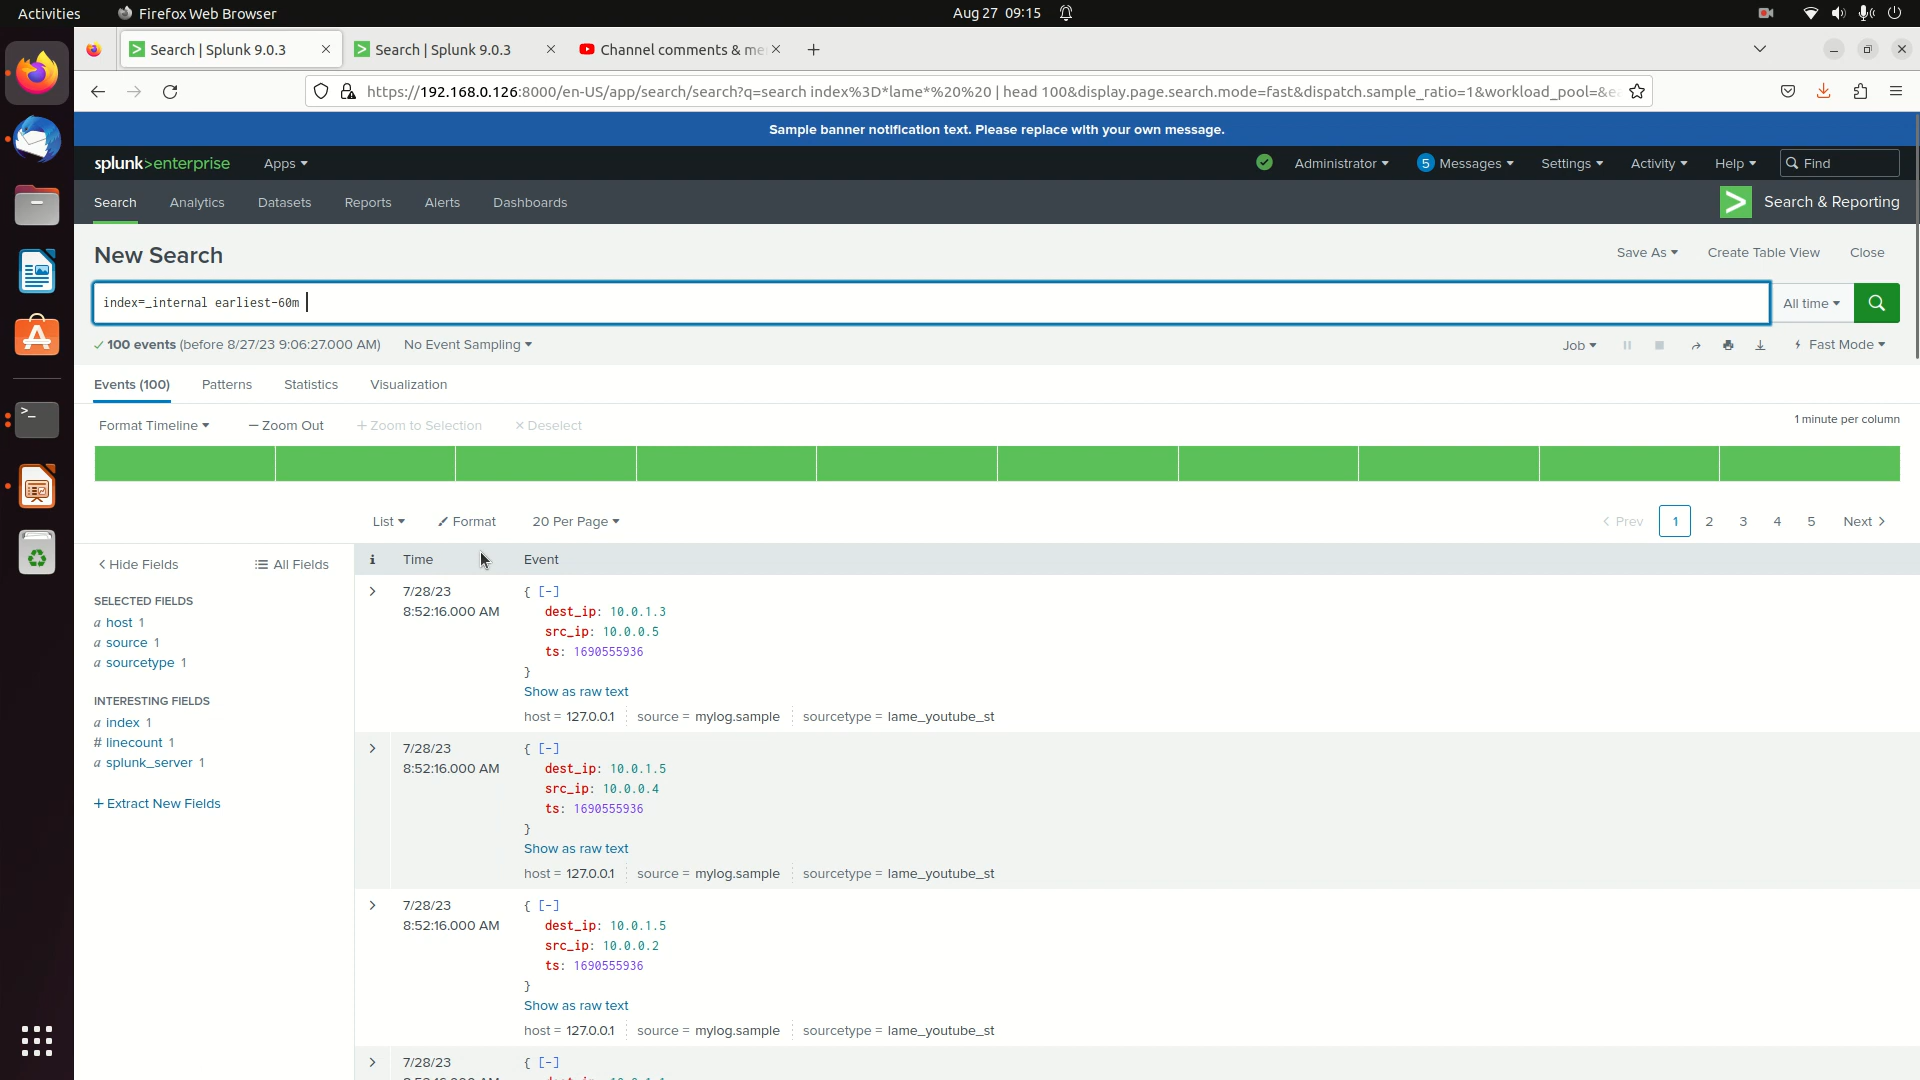 Activities
Firefox Web Browser
Aug 27 09:15
Search | Splunk 9.0.3
Search | Splunk 9.0.3
Channel comments & me
https://192.168.0.126:8000/en-US/app/search/search?q=search index%3D*lame*%20%20 | head 100&display.page.search.mode=fast&dispatch.sample_ratio=1&workload_pool=&ea
Sample banner notification text. Please replace with your own message.
splunk>enterprise
Apps
Administrator
5 Messages
Settings
Activity
Help
Find
Search
Analytics
Datasets
Reports
Alerts
Dashboards
Search & Reporting
New Search
Save As
Create Table View
Close
index=_internal earliest-60m
All time
100 events (before 8/27/23 9:06:27.000 AM)
No Event Sampling
Job
Fast Mode
Events (100)
Patterns
Statistics
Visualization
Format Timeline
– Zoom Out
+ Zoom to Selection
× Deselect
1 minute per column
List
Format
20 Per Page
< Prev
1
2
3
4
5
Next >
< Hide Fields
All Fields
i
Time
Event
SELECTED FIELDS
a host 1
a source 1
a sourcetype 1
INTERESTING FIELDS
a index 1
# linecount 1
a splunk_server 1
+ Extract New Fields
7/28/23
8:52:16.000 AM
{ [-]
dest_ip: 10.0.1.3
src_ip: 10.0.0.5
ts: 1690555936
}
Show as raw text
host = 127.0.0.1
source = mylog.sample
sourcetype = lame_youtube_st
7/28/23
8:52:16.000 AM
{ [-]
dest_ip: 10.0.1.5
src_ip: 10.0.0.4
ts: 1690555936
}
Show as raw text
host = 127.0.0.1
source = mylog.sample
sourcetype = lame_youtube_st
7/28/23
8:52:16.000 AM
{ [-]
dest_ip: 10.0.1.5
src_ip: 10.0.0.2
ts: 1690555936
}
Show as raw text
host = 127.0.0.1
source = mylog.sample
sourcetype = lame_youtube_st
7/28/23
{ [-]